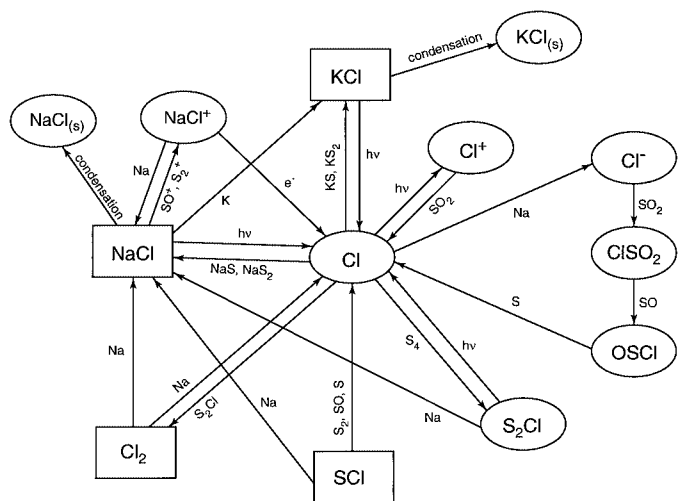 KCl(s)
condensation
KCl
NaCl(s)
NaCl⁺
condensation
Na
SO⁺, S₂⁺
K
e⁻
KS, KS₂
hν
hν
Cl⁺
SO₂
Na
Cl⁻
SO₂
ClSO₂
SO
OSCl
S
NaCl
hν
NaS, NaS₂
Cl
Na
Na
S₂Cl
Na
S₂, SO, S
S₄
hν
Na
S₂Cl
Cl₂
SCl